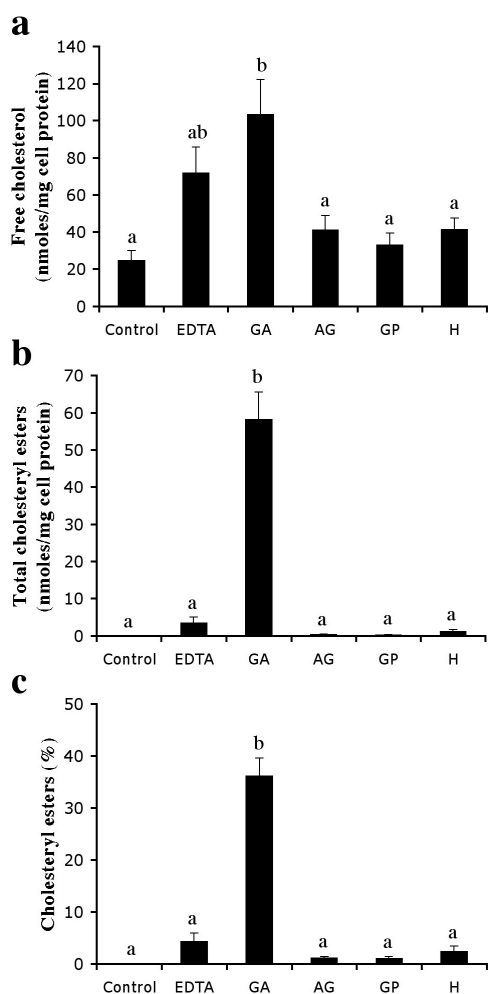 a
Free cholesterol
(nmoles/mg cell protein)
140
120
100
80
60
40
20
0
a
ab
b
a
a
a
Control EDTA GA AG GP H
b
Total cholesteryl esters
(nmoles/mg cell protein)
70
60
50
40
30
20
10
0
a
a
b
a
a
a
Control EDTA GA AG GP H
c
Cholesteryl esters (%)
50
40
30
20
10
0
a
a
b
a
a
a
Control EDTA GA AG GP H